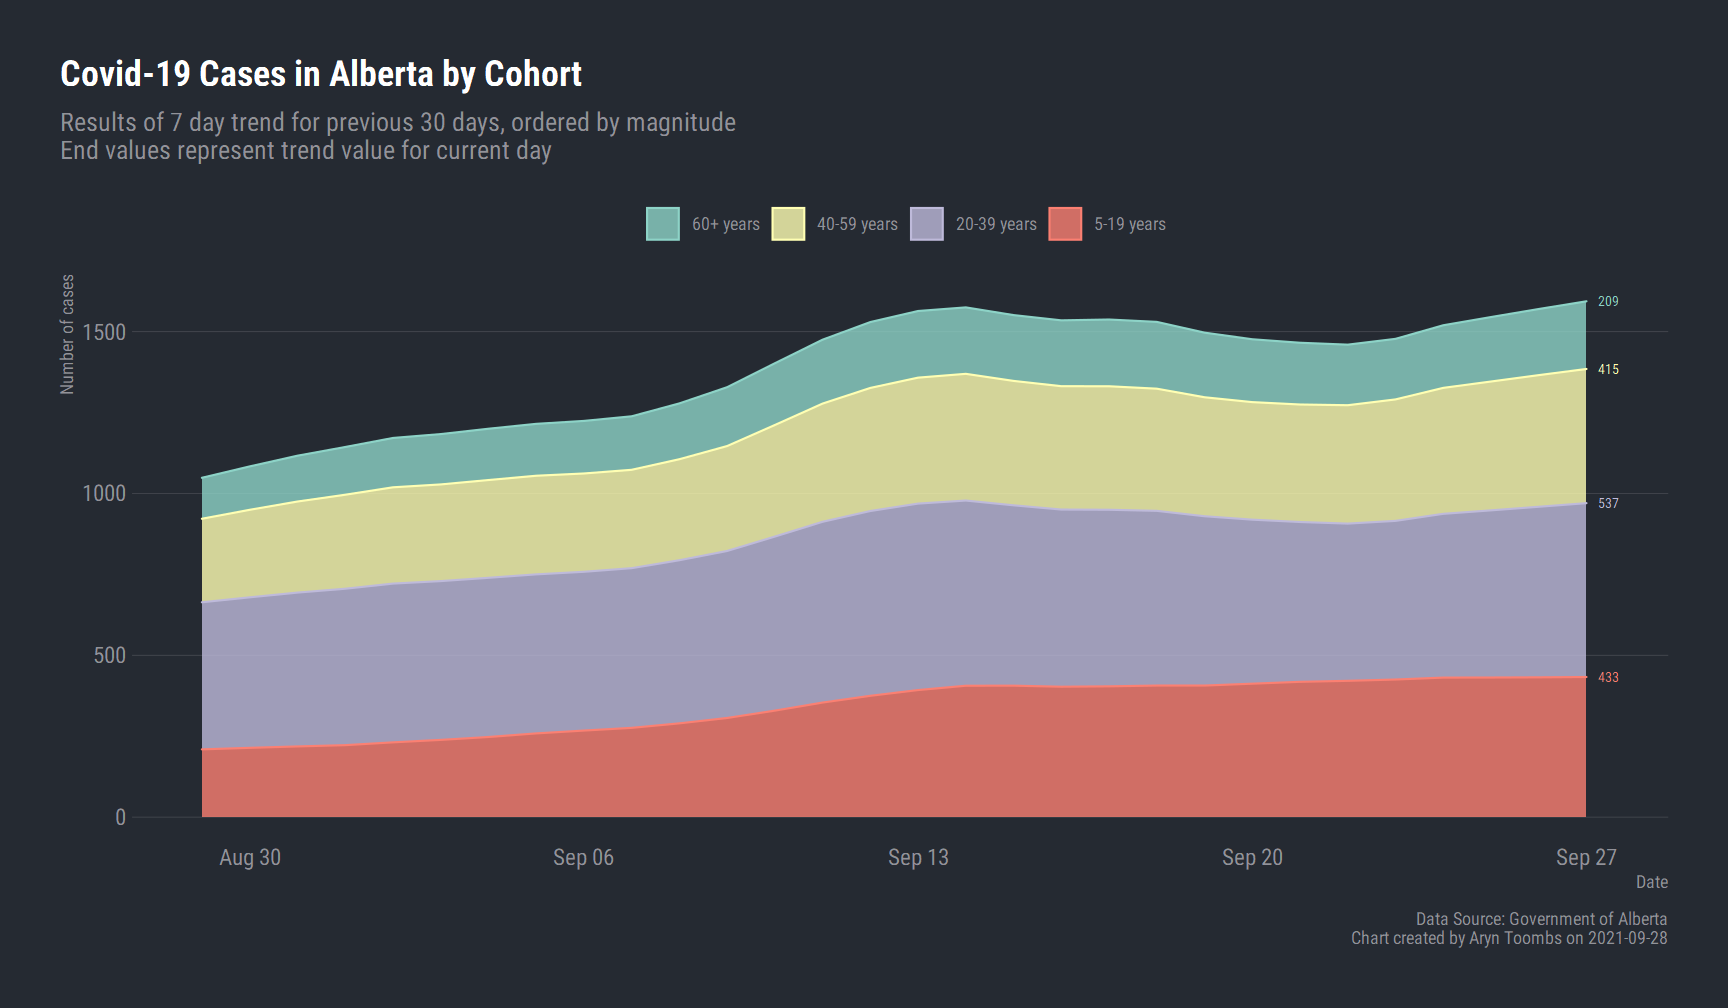 Covid-19 Cases in Alberta by Cohort
Results of 7 day trend for previous 30 days, ordered by magnitude
End values represent trend value for current day
60+ years 40-59 years 20-39 years 5-19 years
Number of cases
1500
1000
500
0
209
415
537
433
Aug 30 Sep 06 Sep 13 Sep 20 Sep 27
Date
Data Source: Government of Alberta
Chart created by Aryn Toombs on 2021-09-28